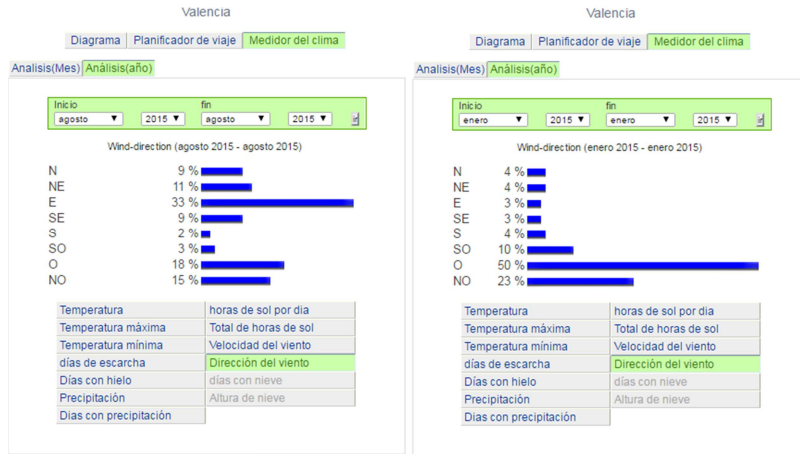 Valencia
Diagrama Planificador de viaje Medidor del clima
Analisis(Mes) Análisis(año)
Inicio fin
agosto 2015 agosto 2015
Wind-direction (agosto 2015 - agosto 2015)
N 9 %
NE 11 %
E 33 %
SE 9 %
S 2 %
SO 3 %
O 18 %
NO 15 %
Temperatura horas de sol por dia
Temperatura máxima Total de horas de sol
Temperatura mínima Velocidad del viento
días de escarcha Dirección del viento
Días con hielo días con nieve
Precipitación Altura de nieve
Dias con precipitación
Valencia
Diagrama Planificador de viaje Medidor del clima
Analisis(Mes) Análisis(año)
Inicio fin
enero 2015 enero 2015
Wind-direction (enero 2015 - enero 2015)
N 4 %
NE 4 %
E 3 %
SE 3 %
S 4 %
SO 10 %
O 50 %
NO 23 %
Temperatura horas de sol por dia
Temperatura máxima Total de horas de sol
Temperatura mínima Velocidad del viento
días de escarcha Dirección del viento
Días con hielo días con nieve
Precipitación Altura de nieve
Dias con precipitación